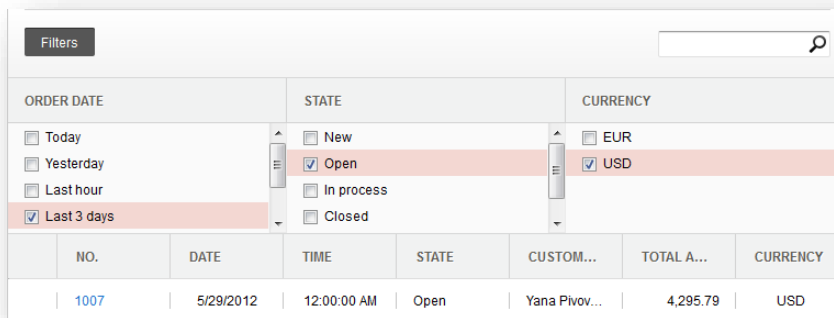 Filters
ORDER DATE STATE CURRENCY
Today New EUR
Yesterday Open USD
Last hour In process
Last 3 days Closed
NO. DATE TIME STATE CUSTOM... TOTAL A... CURRENCY
1007 5/29/2012 12:00:00 AM Open Yana Pivov... 4,295.79 USD